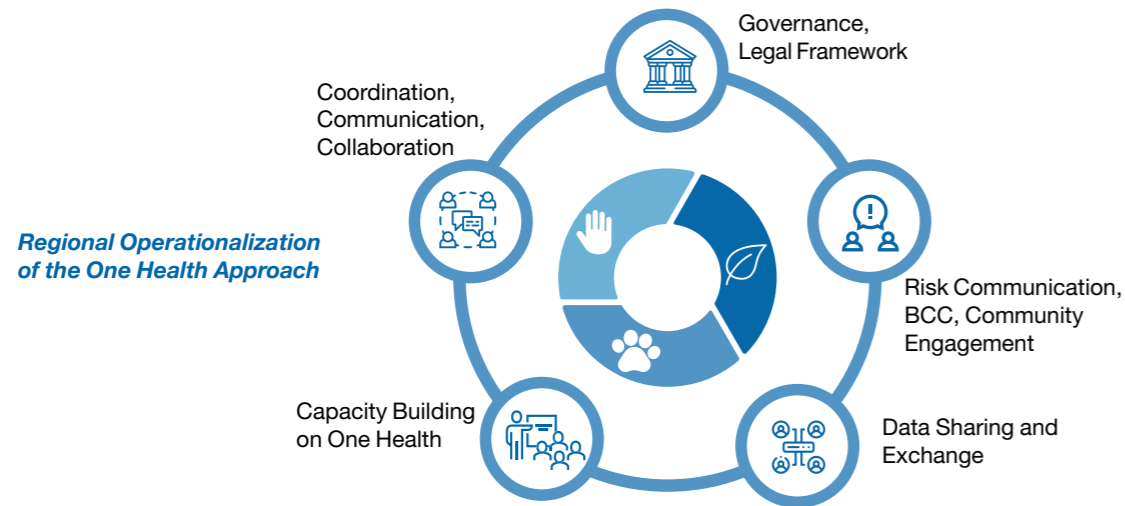 Governance,
Legal Framework
Coordination,
Communication,
Collaboration
Regional Operationalization
of the One Health Approach
Risk Communication,
BCC, Community
Engagement
Capacity Building
on One Health
Data Sharing and
Exchange